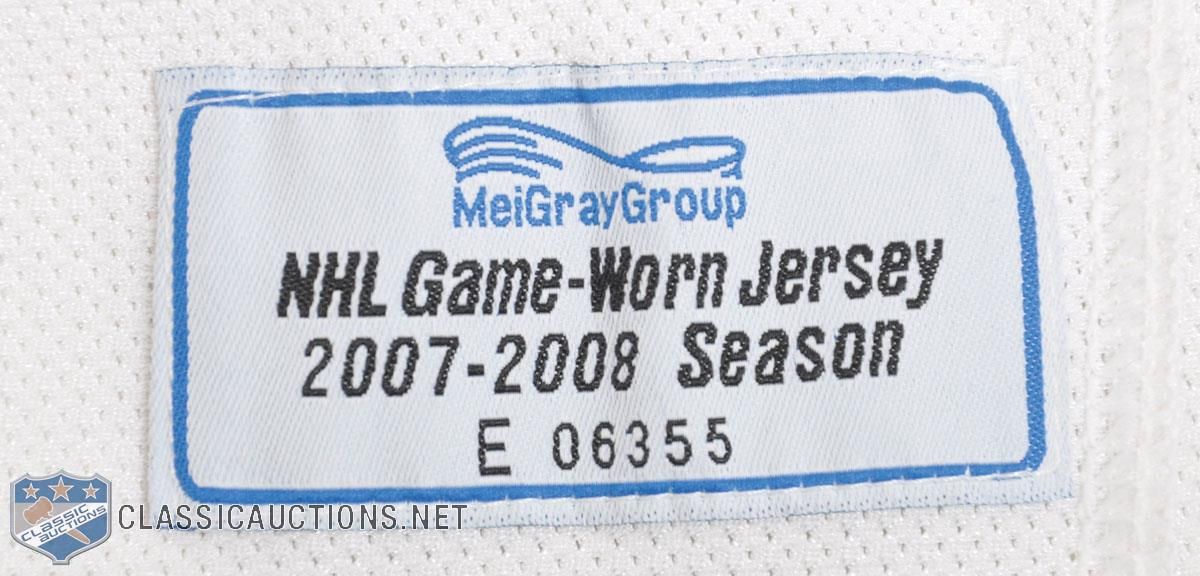 MeiGrayGroup
NHL Game-Worn Jersey
2007-2008 Season
E 06355
CLASSIC
AUCTIONS
CLASSICAUCTIONS.NET